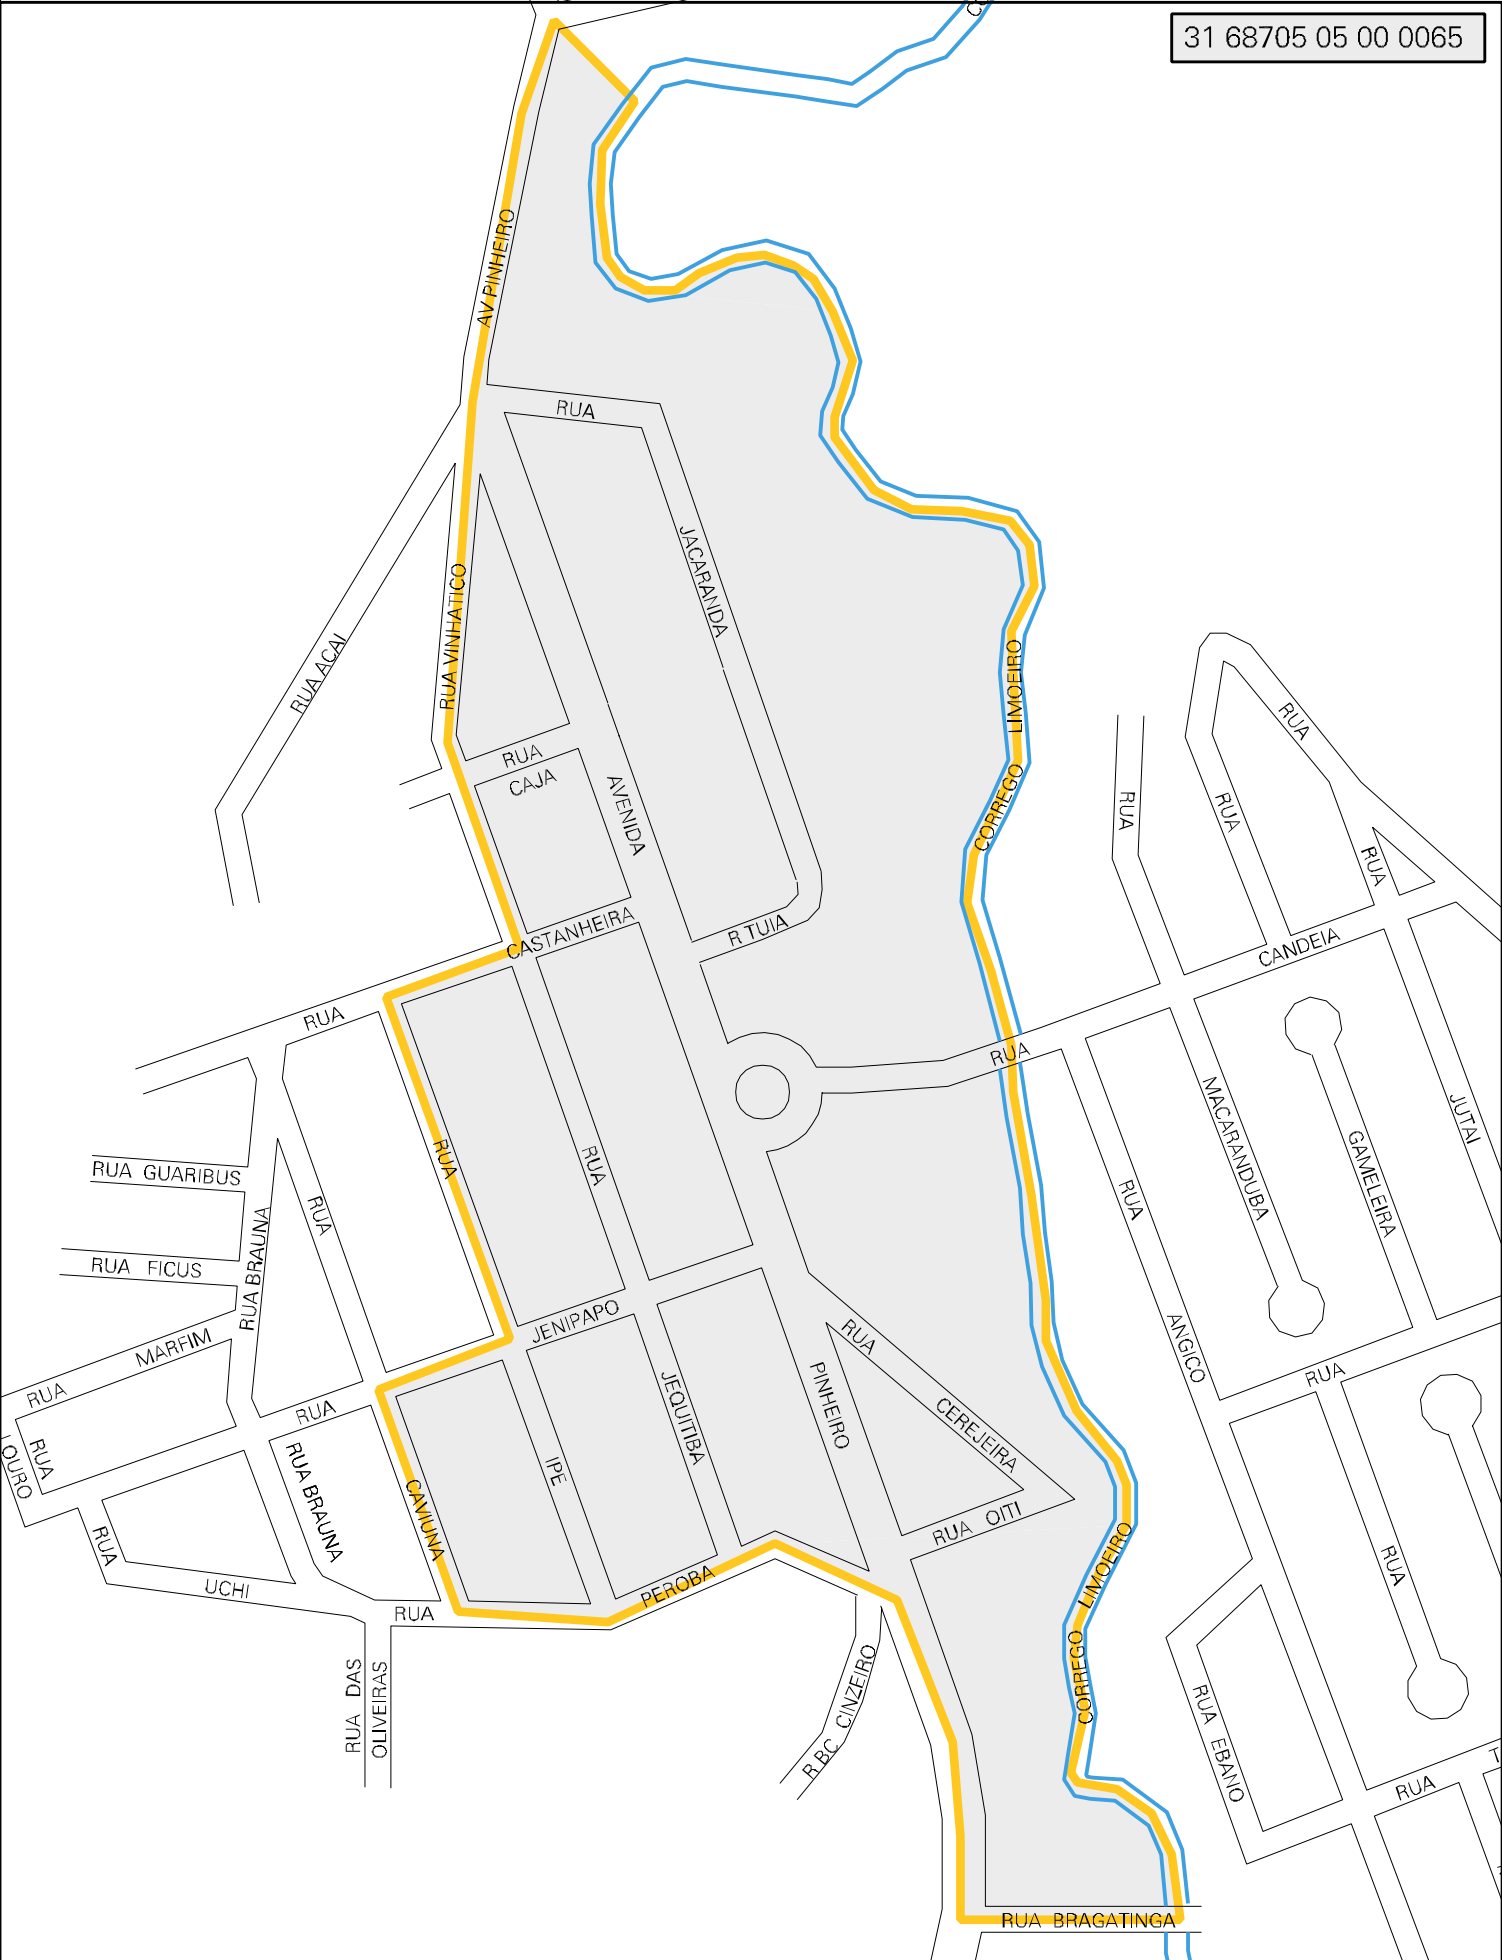 31 68705 05 00 0065
AV PINHEIRO
RUA
JACARANDA
RUA VINHATICO
RUA ACAI
LIMOEIRO
CORREGO
RUA
CAJA
AVENIDA
RUA
RUA
RUA
RUA
CASTANHEIRA
R TUIA
CANDEIA
RUA
RUA
MACARANDUBA
GAMELEIRA
JUTAI
RUA
RUA
RUA
RUA
RUA GUARIBUS
RUA BRAUNA
RUA FICUS
MARFIM
RUA
JENIPAPO
RUA
PINHEIRO
CEREJEIRA
JEQUITIBA
IPE
ANGICO
RUA
RUA
RUA
OURO
RUA BRAUNA
CAVIUNA
RUA OITI
LIMOEIRO
CORREGO
RUA
RUA
UCHI
RUA
PEROBA
RUA DAS
OLIVEIRAS
R BC CINZEIRO
RUA EBANO
RUA
RUA BRAGATINGA